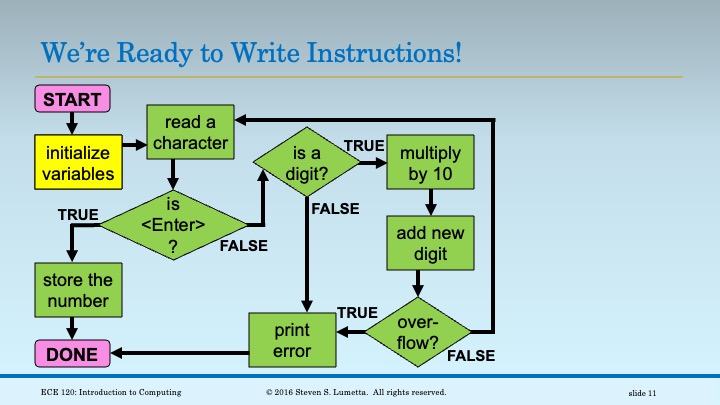 We're Ready to Write Instructions!
START
initialize
variables
read a
character
is
<Enter>
?
TRUE
FALSE
store the
number
DONE
is a
digit?
TRUE
FALSE
multiply
by 10
add new
digit
over-
flow?
TRUE
FALSE
print
error
ECE 120: Introduction to Computing
© 2016 Steven S. Lumetta. All rights reserved.
slide 11